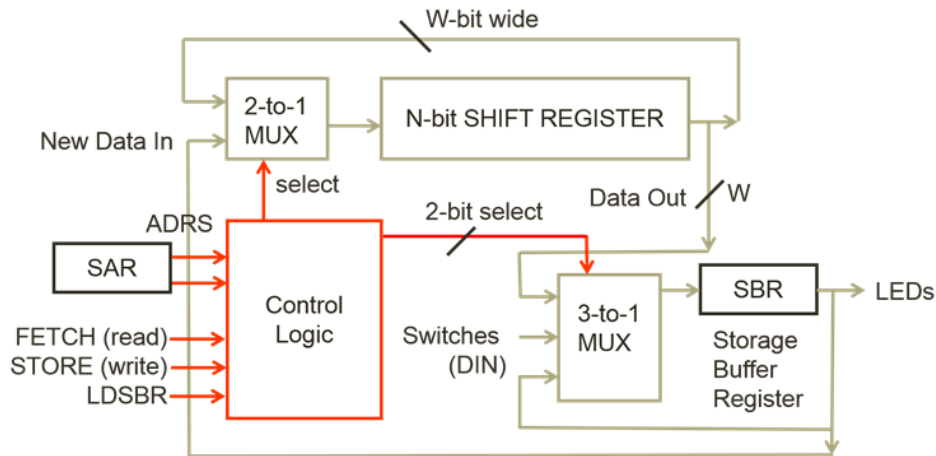 W-bit wide
2-to-1
MUX
N-bit SHIFT REGISTER
New Data In
select
Data Out
W
ADRS
2-bit select
SAR
Control
Logic
FETCH (read)
STORE (write)
LDSBR
Switches
(DIN)
3-to-1
MUX
SBR
LEDs
Storage
Buffer
Register